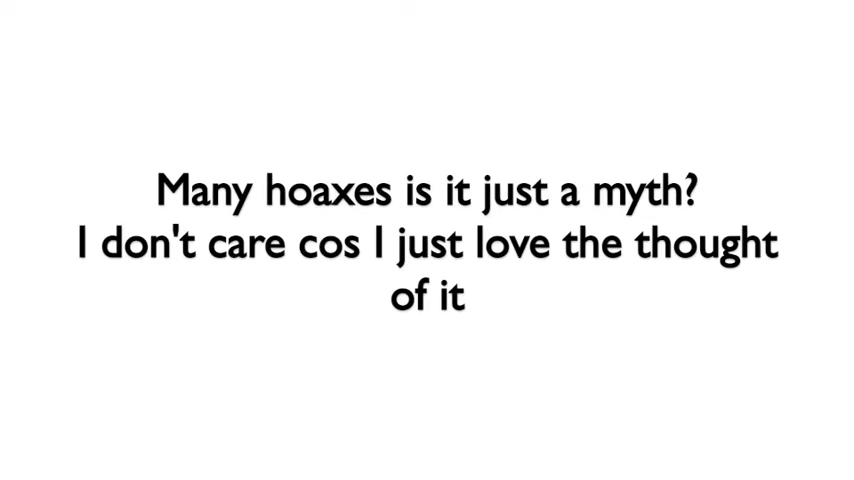 Many hoaxes is it just a myth?
I don't care cos I just love the thought
of it